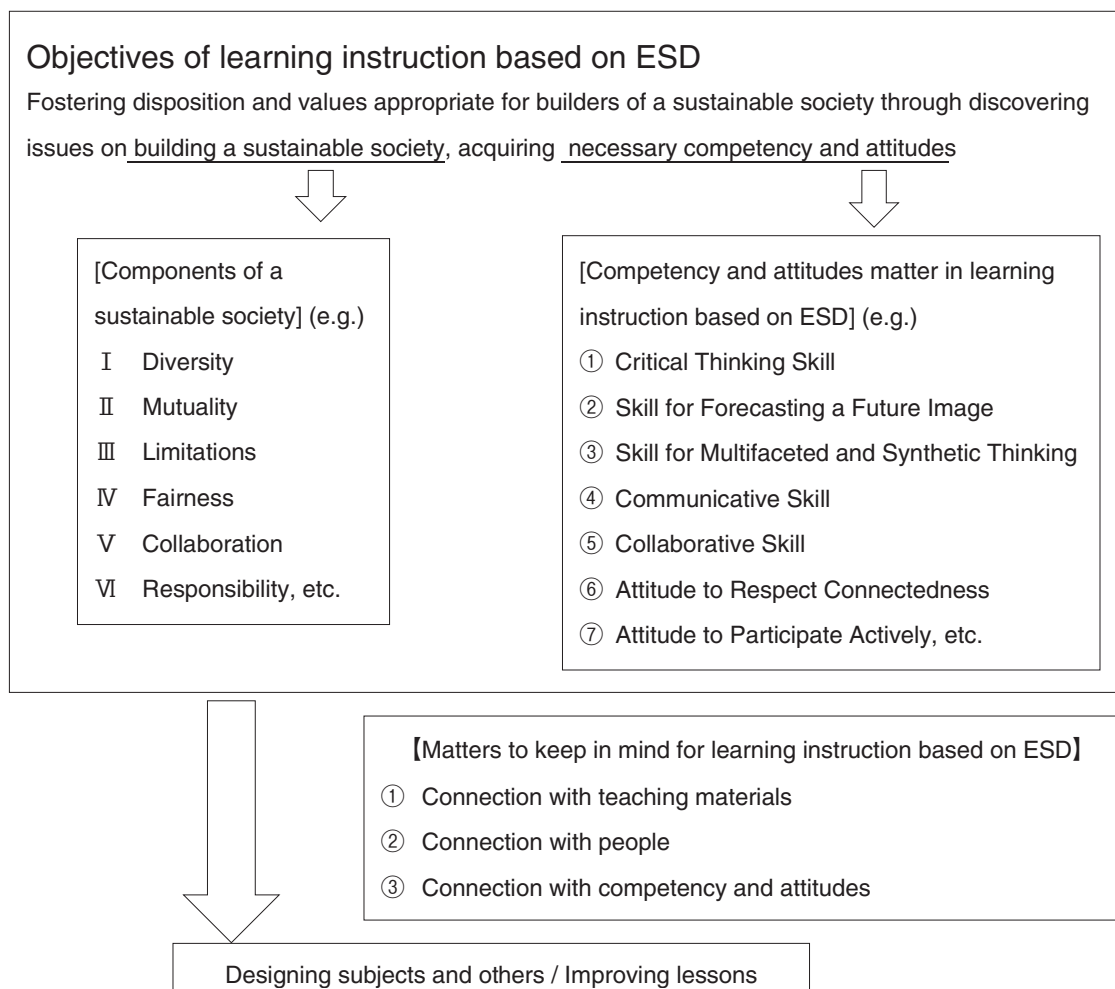 Objectives of learning instruction based on ESD
Fostering disposition and values appropriate for builders of a sustainable society through discovering
issues on building a sustainable society, acquiring necessary competency and attitudes
[Components of a
sustainable society] (e.g.)
Ⅰ Diversity
Ⅱ Mutuality
Ⅲ Limitations
Ⅳ Fairness
Ⅴ Collaboration
Ⅵ Responsibility, etc.
[Competency and attitudes matter in learning
instruction based on ESD] (e.g.)
① Critical Thinking Skill
② Skill for Forecasting a Future Image
③ Skill for Multifaceted and Synthetic Thinking
④ Communicative Skill
⑤ Collaborative Skill
⑥ Attitude to Respect Connectedness
⑦ Attitude to Participate Actively, etc.
【Matters to keep in mind for learning instruction based on ESD】
① Connection with teaching materials
② Connection with people
③ Connection with competency and attitudes
Designing subjects and others / Improving lessons